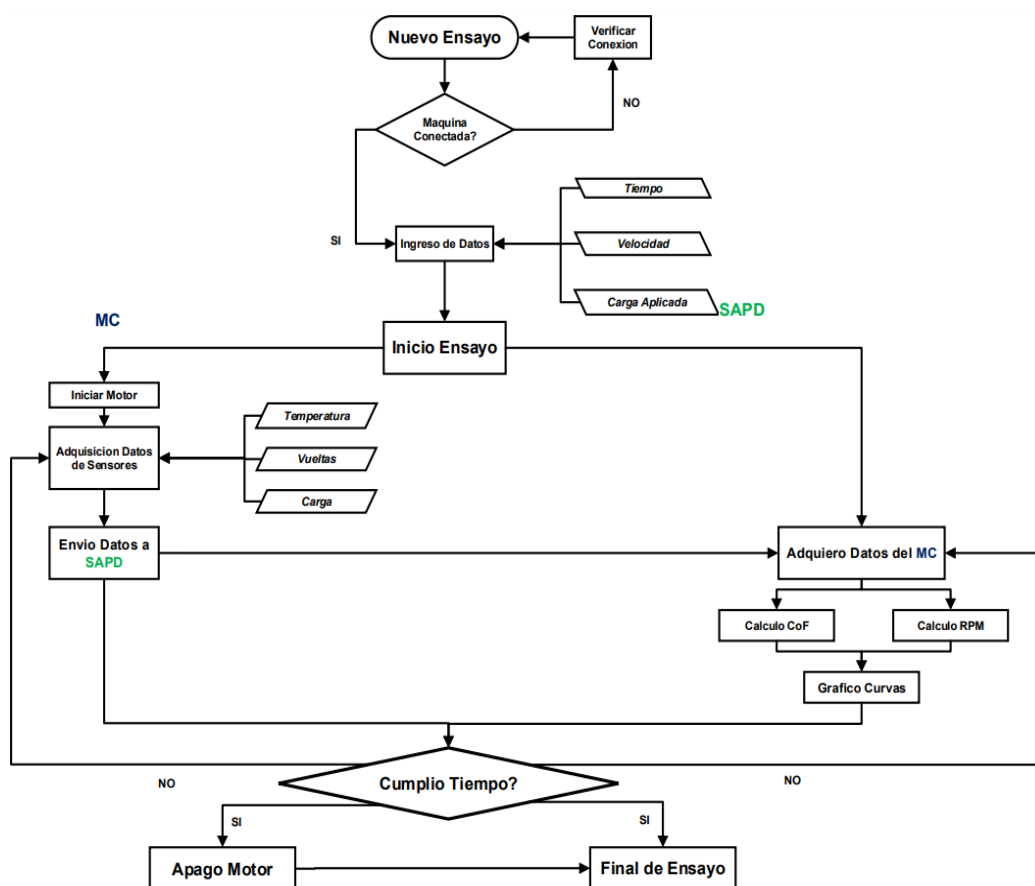 Nuevo Ensayo
Verificar
Conexion
NO
Maquina
Conectada?
Tiempo
SI
Ingreso de Datos
Velocidad
Carga Aplicada
SAPD
MC
Inicio Ensayo
Iniciar Motor
Temperatura
Adquisicion Datos
de Sensores
Vueltas
Carga
Envio Datos a
SAPD
Adquiero Datos del MC
Calculo CoF
Calculo RPM
Grafico Curvas
NO
Cumplio Tiempo?
NO
SI
SI
Apago Motor
Final de Ensayo